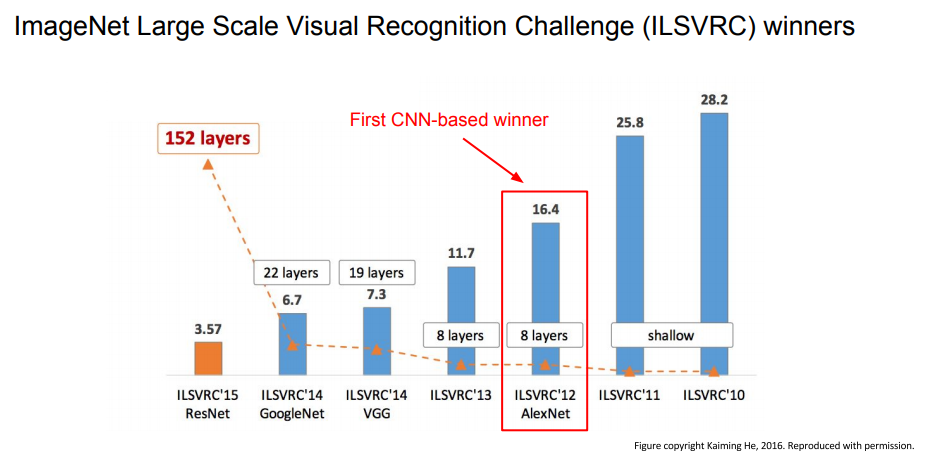 ImageNet Large Scale Visual Recognition Challenge (ILSVRC) winners
28.2
25.8
First CNN-based winner
152 layers
16.4
11.7
22 layers
19 layers
6.7
7.3
3.57
8 layers
8 layers
shallow
ILSVRC'15
ResNet
ILSVRC'14
GoogleNet
ILSVRC'14
VGG
ILSVRC'13
ILSVRC'12
AlexNet
ILSVRC'11
ILSVRC'10
Figure copyright Kaiming He, 2016. Reproduced with permission.